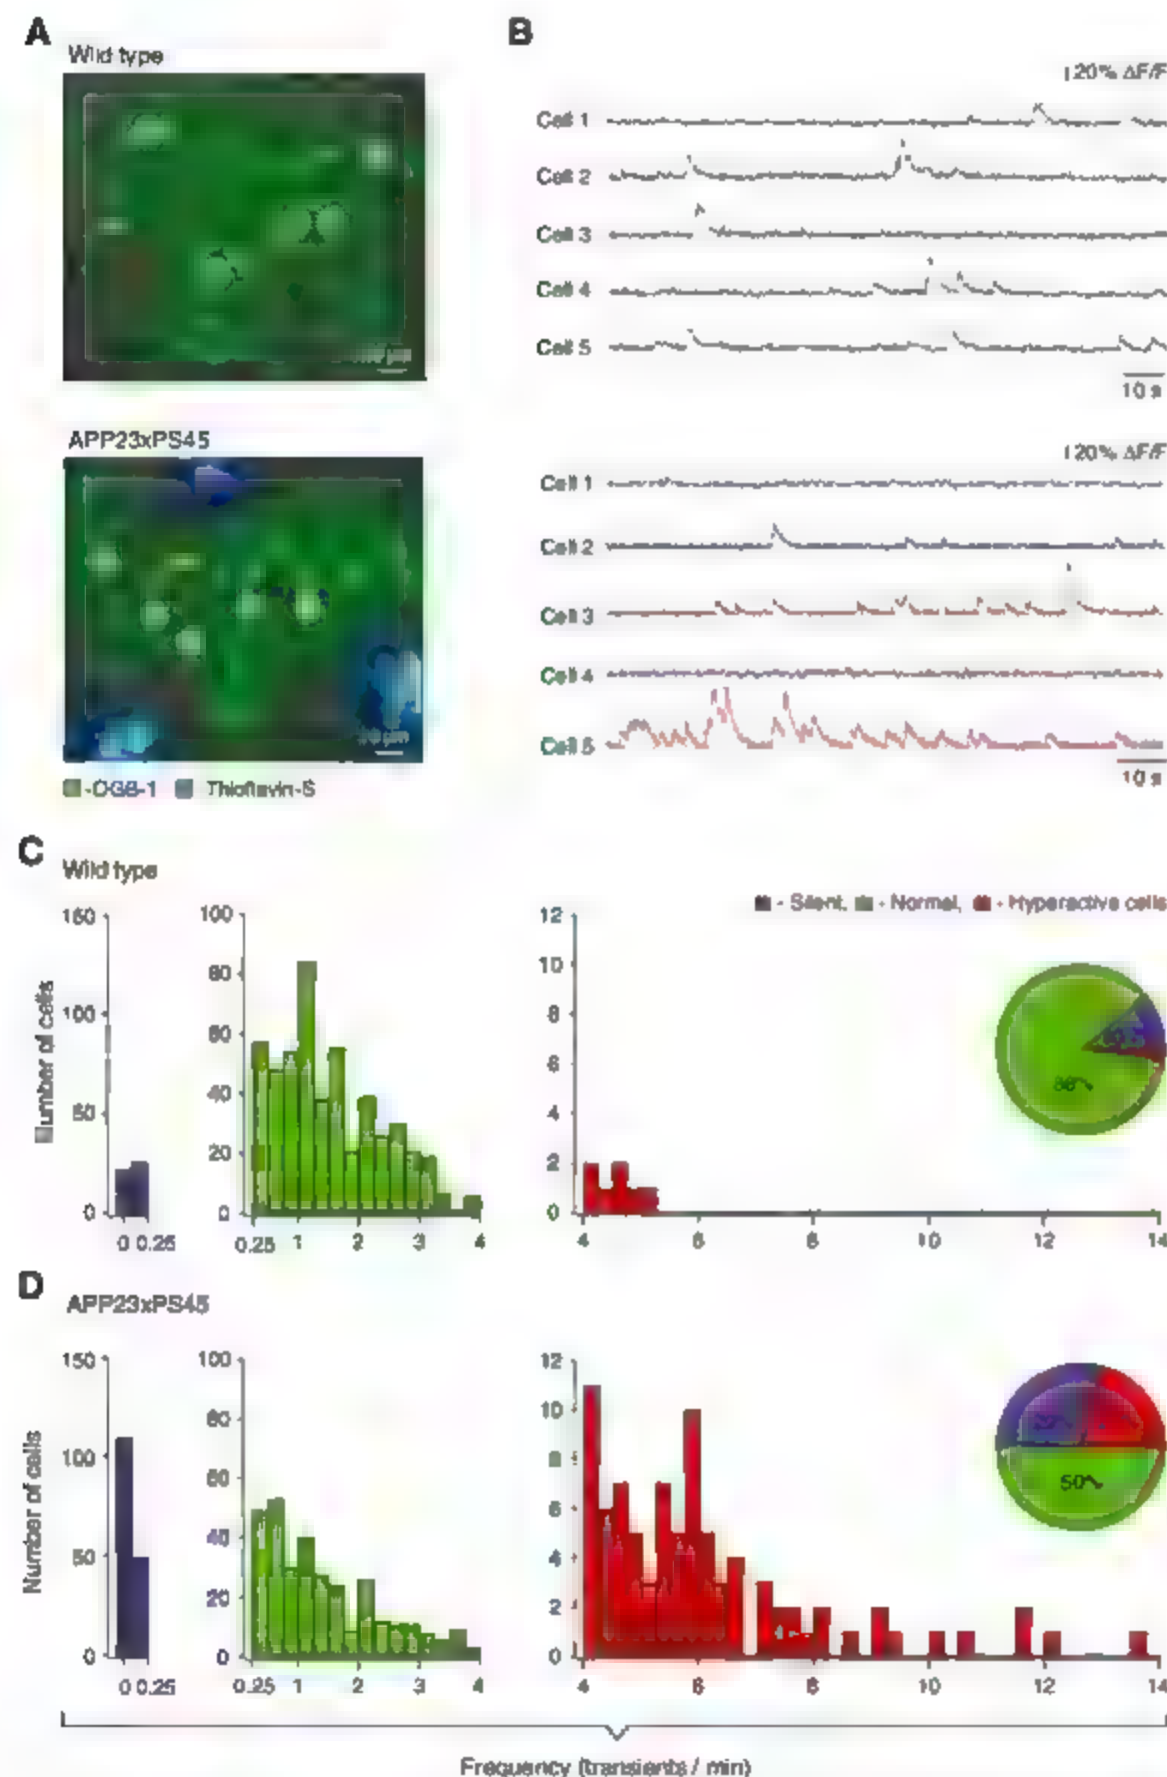 A
Wild type
APP23xPS45
-OGB-1 Thioflavin-S
B
20% ΔF/F
Cell 1
Cell 2
Cell 3
Cell 4
Cell 5
10 s
20% ΔF/F
Cell 1
Cell 2
Cell 3
Cell 4
Cell 5
10 s
C
Wild type
- Silent, - Normal, - Hyperactive cells
Number of cells
150
100
50
0
0 0.25
100
80
60
40
20
0
0.25 1 2 3 4
12
10
8
6
4
2
0
4 6 8 10 12 14
D
APP23xPS45
Number of cells
150
100
50
0
0 0.25
100
80
60
40
20
0
0.25 1 2 3 4
12
10
8
6
4
2
0
4 6 8 10 12 14
50%
Frequency (transients / min)